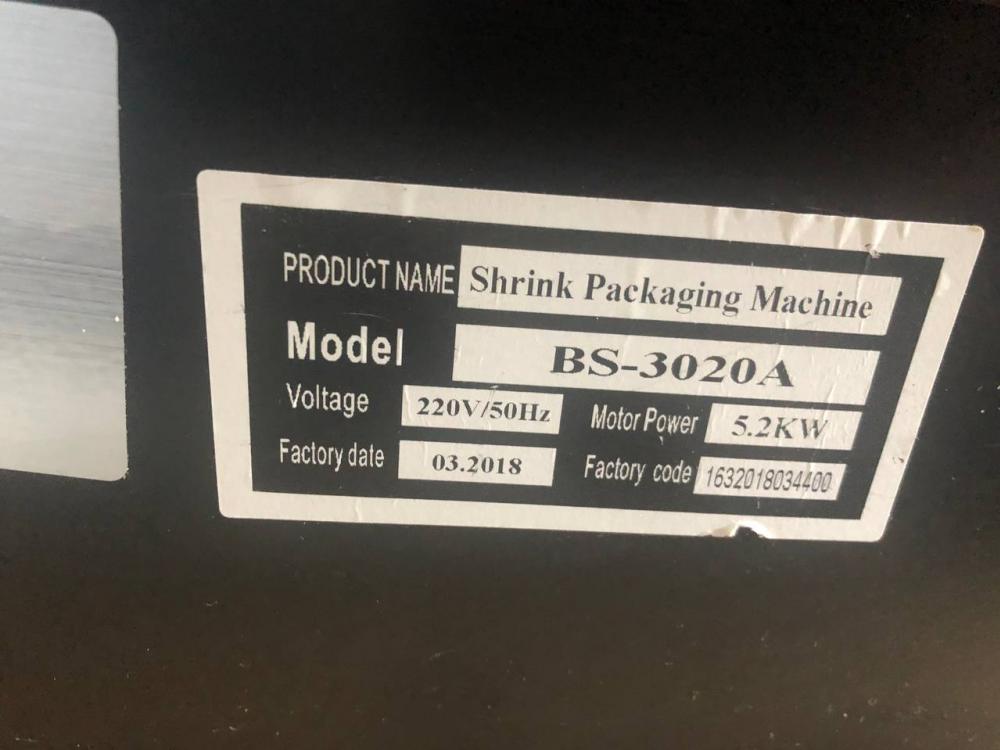 PRODUCT NAME Shrink Packaging Machine
Model BS-3020A
Voltage 220V/50Hz Motor Power 5.2KW
Factory date 03.2018 Factory code 1632018034400